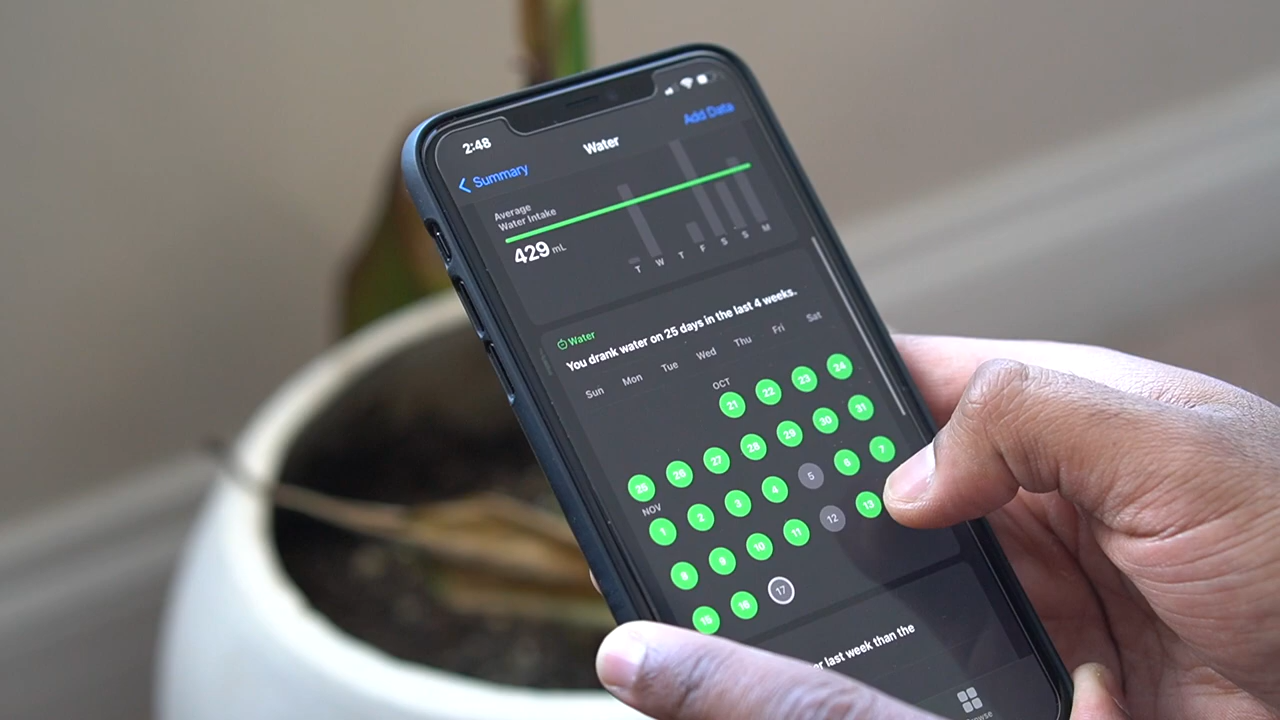 2:48
Summary
Water
Add Data
Average
Water Intake
429 mL
T W T F S S M
Water
You drank water on 25 days in the last 4 weeks.
Sun Mon Tue Wed Thu Fri Sat
OCT
21 22 23 24
25 26 27 28 29 30 31
NOV
1 2 3 4 5 6 7
8 9 10 11 12 13
15 16 17
last week than the